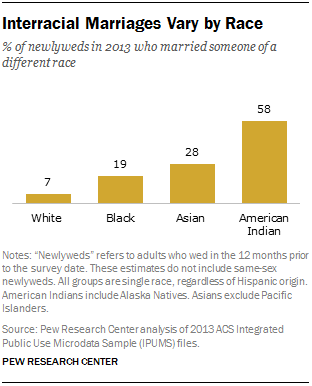 Interracial Marriages Vary by Race
% of newlyweds in 2013 who married someone of a
different race
58
28
19
7
White Black Asian American
Indian
Notes: “Newlyweds” refers to adults who wed in the 12 months prior
to the survey date. These estimates do not include same-sex
newlyweds. All groups are single race, regardless of Hispanic origin.
American Indians include Alaska Natives. Asians exclude Pacific
Islanders.
Source: Pew Research Center analysis of 2013 ACS Integrated
Public Use Microdata Sample (IPUMS) files.
PEW RESEARCH CENTER